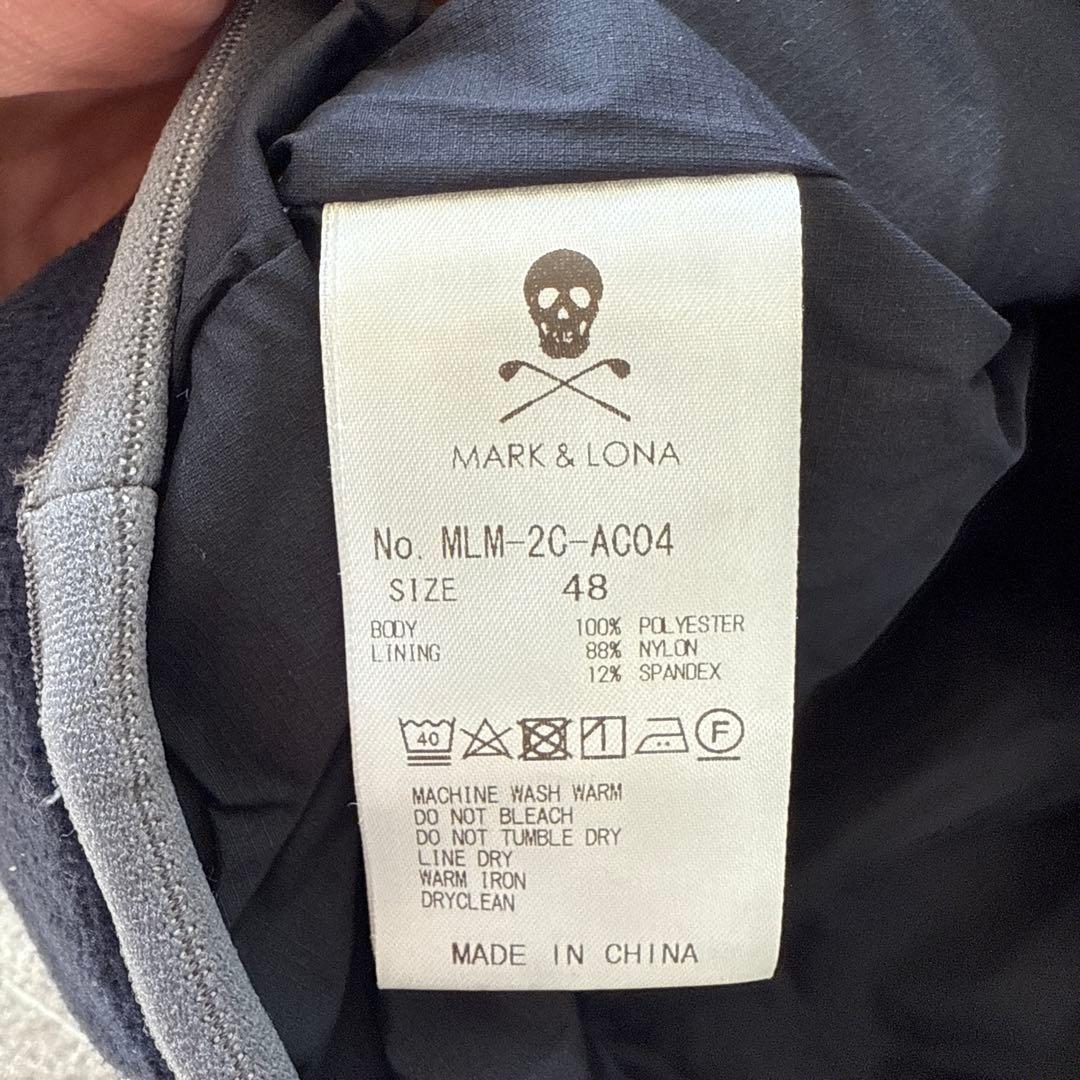 MARK & LONA
No. MLM-2C-AC04
SIZE 48
BODY 100% POLYESTER
LINING 88% NYLON
12% SPANDEX
40 F
MACHINE WASH WARM
DO NOT BLEACH
DO NOT TUMBLE DRY
LINE DRY
WARM IRON
DRYCLEAN
MADE IN CHINA